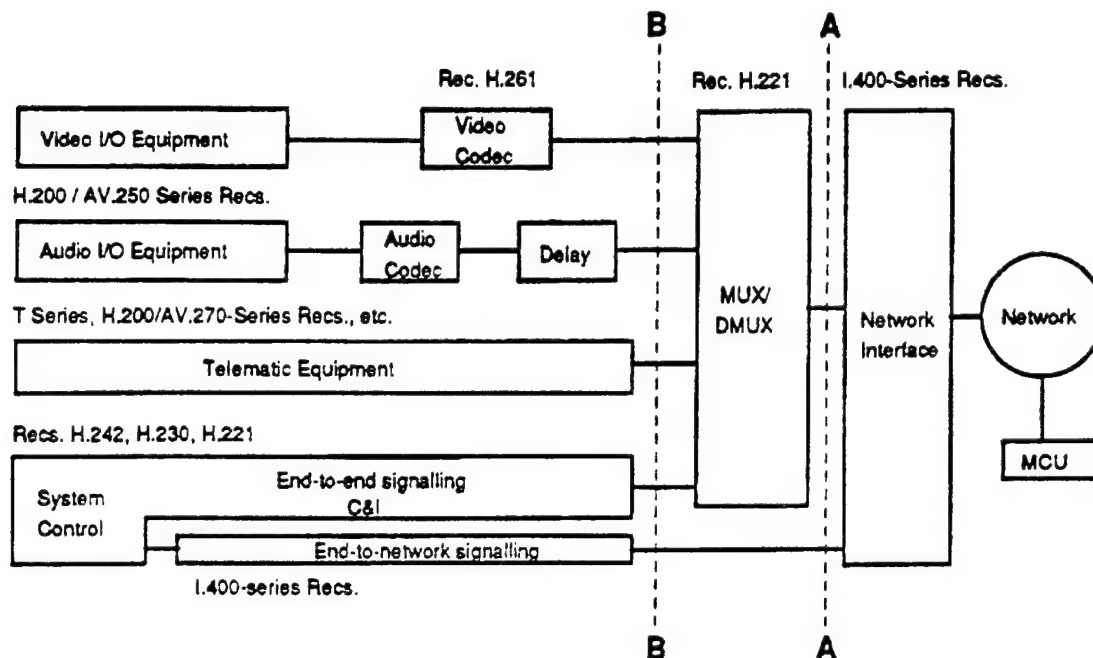 B
A
Rec. H.261
Rec. H.221
I.400-Series Recs.
Video I/O Equipment
Video
Codec
H.200 / AV.250 Series Recs.
Audio I/O Equipment
Audio
Codec
Delay
MUX/
DMUX
Network
Interface
Network
T Series, H.200/AV.270-Series Recs., etc.
Telematic Equipment
Recs. H.242, H.230, H.221
System
Control
End-to-end signalling
C&I
MCU
End-to-network signalling
I.400-series Recs.
B
A